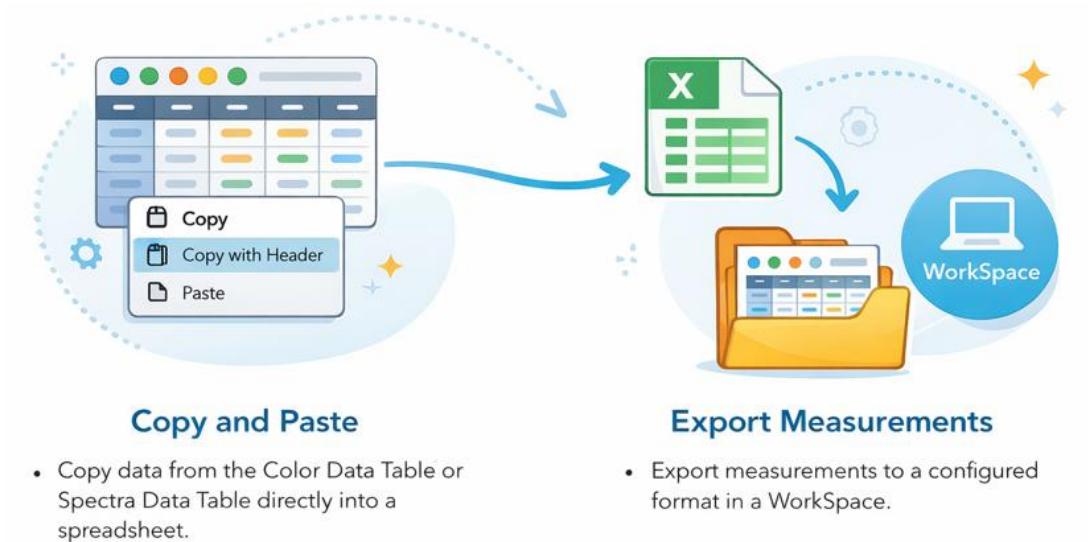 X
Copy
Copy with Header
Paste
WorkSpace
Copy and Paste
• Copy data from the Color Data Table or
Spectra Data Table directly into a
spreadsheet.
Export Measurements
• Export measurements to a configured
format in a WorkSpace.